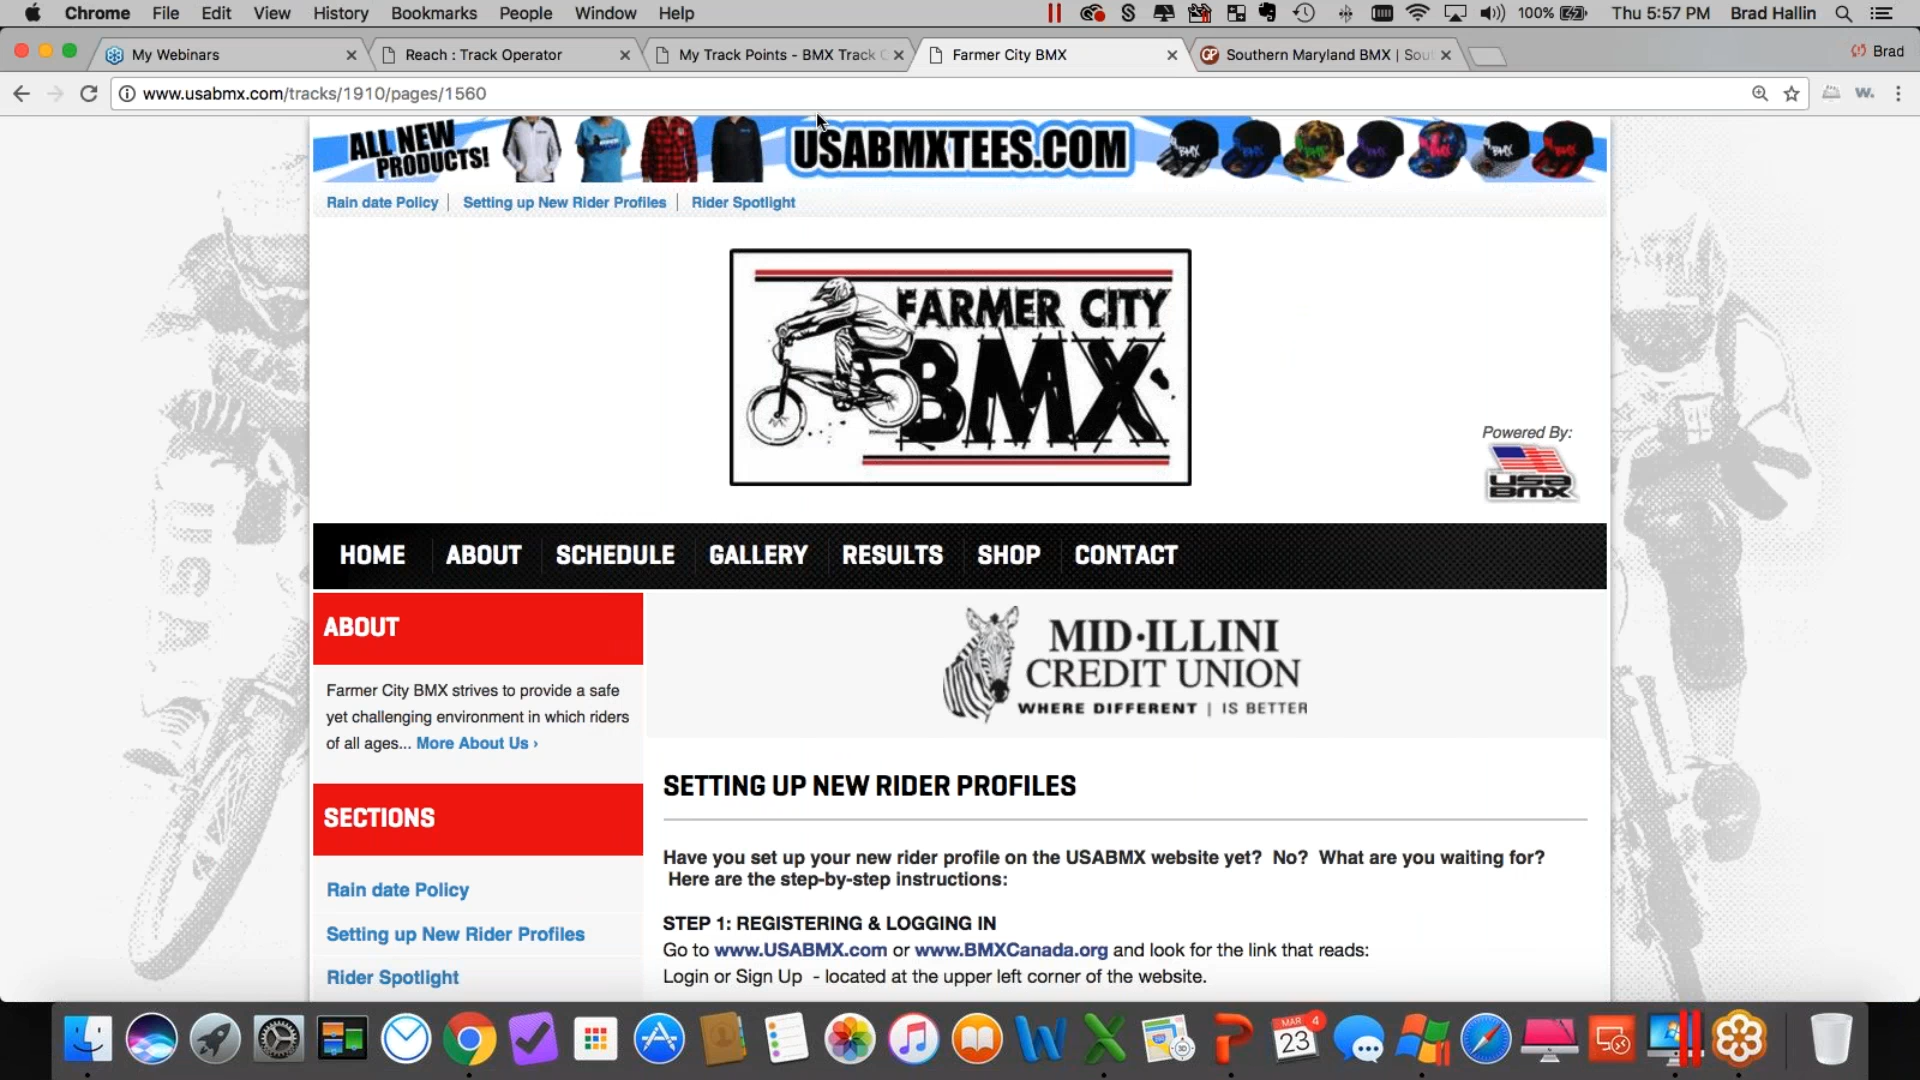 Chrome File Edit View History Bookmarks People Window Help 100% Thu 5:57 PM Brad Hallin
My Webinars Reach : Track Operator My Track Points - BMX Track Farmer City BMX Southern Maryland BMX | Sou Brad
www.usabmx.com/tracks/1910/pages/1560
ALL NEW
PRODUCTS!
USABMXTEES.COM
Rain date Policy Setting up New Rider Profiles Rider Spotlight
FARMER CITY
BMX
Powered By:
USA
BMX
HOME ABOUT SCHEDULE GALLERY RESULTS SHOP CONTACT
ABOUT
Farmer City BMX strives to provide a safe
yet challenging environment in which riders
of all ages... More About Us ›
SECTIONS
Rain date Policy
Setting up New Rider Profiles
Rider Spotlight
MID·ILLINI
CREDIT UNION
WHERE DIFFERENT | IS BETTER
SETTING UP NEW RIDER PROFILES
Have you set up your new rider profile on the USABMX website yet? No? What are you waiting for?
Here are the step-by-step instructions:
STEP 1: REGISTERING & LOGGING IN
Go to www.USABMX.com or www.BMXCanada.org and look for the link that reads:
Login or Sign Up - located at the upper left corner of the website.
MAR
23
4